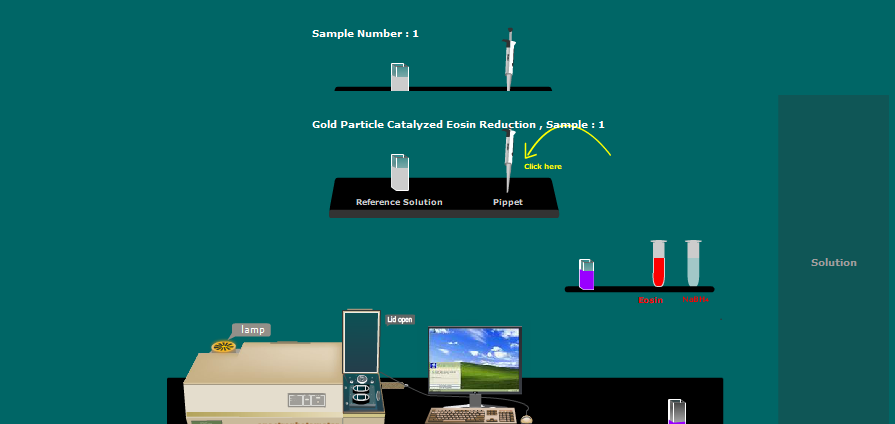 Sample Number : 1
Gold Particle Catalyzed Eosin Reduction , Sample : 1
Click here
Reference Solution
Pippet
Solution
Eosin
Lid open
lamp